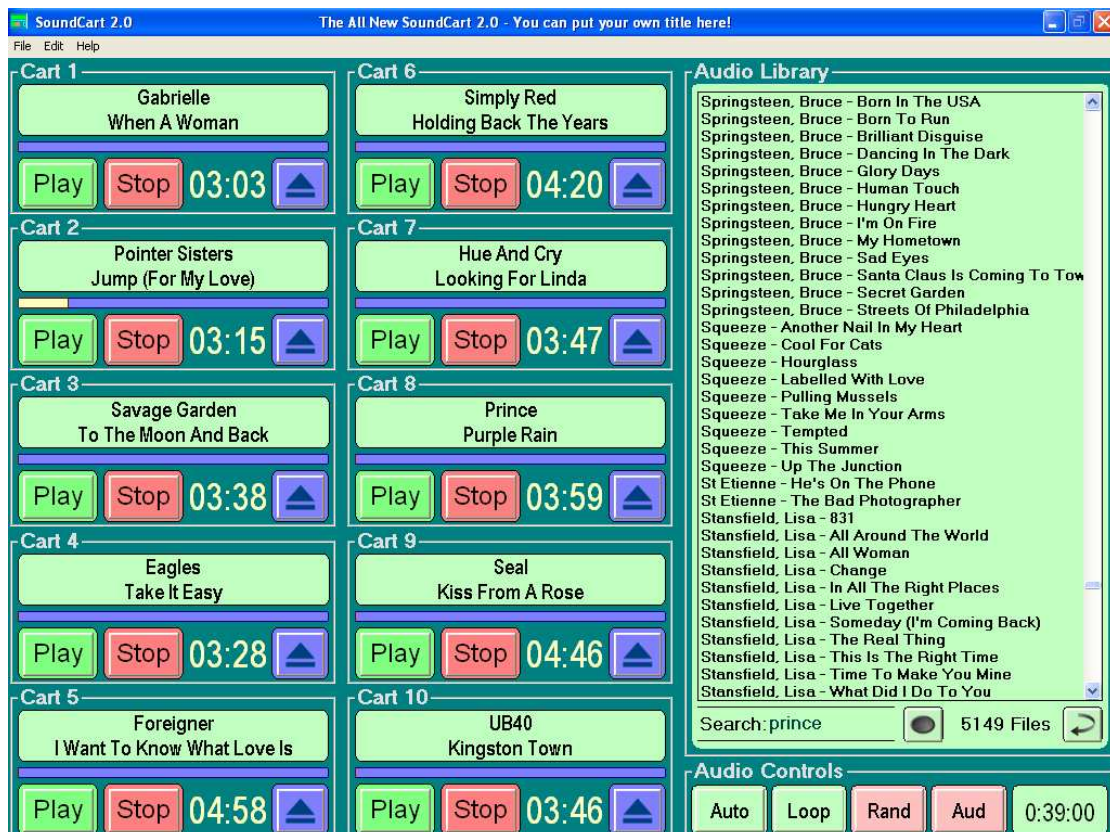 SoundCart 2.0
The All New SoundCart 2.0 - You can put your own title here!
File Edit Help
Cart 1
Gabrielle
When A Woman
Play Stop 03:03
Cart 2
Pointer Sisters
Jump (For My Love)
Play Stop 03:15
Cart 3
Savage Garden
To The Moon And Back
Play Stop 03:38
Cart 4
Eagles
Take It Easy
Play Stop 03:28
Cart 5
Foreigner
I Want To Know What Love Is
Play Stop 04:58
Cart 6
Simply Red
Holding Back The Years
Play Stop 04:20
Cart 7
Hue And Cry
Looking For Linda
Play Stop 03:47
Cart 8
Prince
Purple Rain
Play Stop 03:59
Cart 9
Seal
Kiss From A Rose
Play Stop 04:46
Cart 10
UB40
Kingston Town
Play Stop 03:46
Audio Library
Springsteen, Bruce - Born In The USA
Springsteen, Bruce - Born To Run
Springsteen, Bruce - Brilliant Disguise
Springsteen, Bruce - Dancing In The Dark
Springsteen, Bruce - Glory Days
Springsteen, Bruce - Human Touch
Springsteen, Bruce - Hungry Heart
Springsteen, Bruce - I'm On Fire
Springsteen, Bruce - My Hometown
Springsteen, Bruce - Sad Eyes
Springsteen, Bruce - Santa Claus Is Coming To Tow
Springsteen, Bruce - Secret Garden
Springsteen, Bruce - Streets Of Philadelphia
Squeeze - Another Nail In My Heart
Squeeze - Cool For Cats
Squeeze - Hourglass
Squeeze - Labelled With Love
Squeeze - Pulling Mussels
Squeeze - Take Me In Your Arms
Squeeze - Tempted
Squeeze - This Summer
Squeeze - Up The Junction
St Etienne - He's On The Phone
St Etienne - The Bad Photographer
Stansfield, Lisa - 831
Stansfield, Lisa - All Around The World
Stansfield, Lisa - All Woman
Stansfield, Lisa - Change
Stansfield, Lisa - In All The Right Places
Stansfield, Lisa - Live Together
Stansfield, Lisa - Someday (I'm Coming Back)
Stansfield, Lisa - The Real Thing
Stansfield, Lisa - This Is The Right Time
Stansfield, Lisa - Time To Make You Mine
Stansfield, Lisa - What Did I Do To You
Search: prince 5149 Files
Audio Controls
Auto Loop Rand Aud 0:39:00